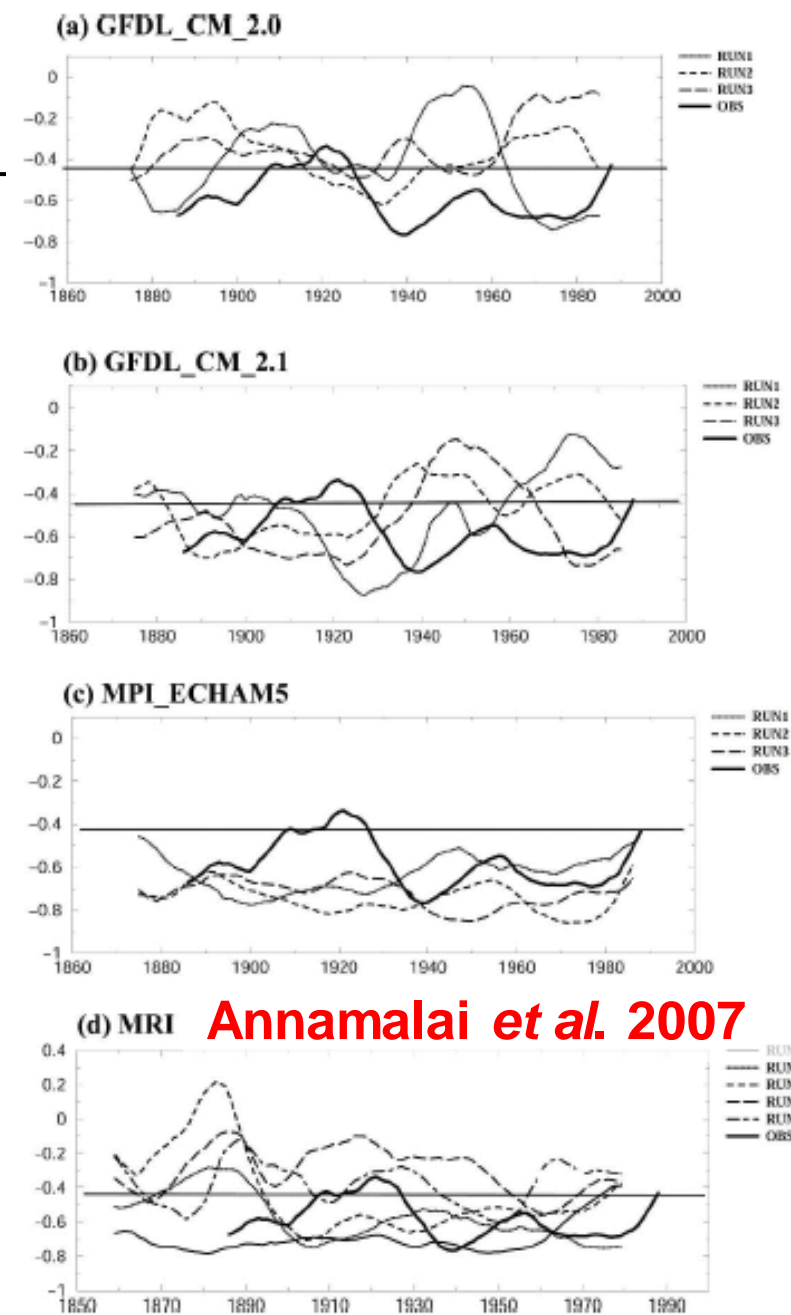 (a) GFDL_CM_2.0
RUN1
RUN2
RUN3
OBS
0
−0.2
−0.4
−0.6
−0.8
−1
1860 1880 1900 1920 1940 1960 1980 2000
(b) GFDL_CM_2.1
RUN1
RUN2
RUN3
OBS
0
−0.2
−0.4
−0.6
−0.8
−1
1860 1880 1900 1920 1940 1960 1980 2000
(c) MPI_ECHAM5
RUN1
RUN2
RUN3
OBS
0
−0.2
−0.4
−0.6
−0.8
−1
1860 1880 1900 1920 1940 1960 1980 2000
(d) MRI Annamalai et al. 2007
0.4
0.2
0
−0.2
−0.4
−0.6
−0.8
−1
1850 1870 1890 1910 1930 1950 1970 1990